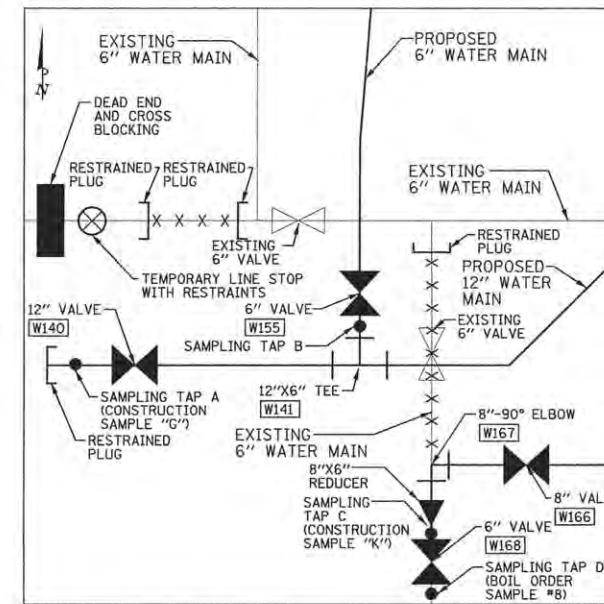 EXISTING
6" WATER MAIN
PROPOSED
6" WATER MAIN
N
DEAD END
AND CROSS
BLOCKING
RESTRAINED
PLUG
RESTRAINED
PLUG
EXISTING
6" WATER MAIN
EXISTING
6" VALVE
RESTRAINED
PLUG
TEMPORARY LINE STOP
WITH RESTRAINTS
PROPOSED
12" WATER
MAIN
12" VALVE
W140
6" VALVE
W155
EXISTING
6" VALVE
SAMPLING TAP B
SAMPLING TAP A
(CONSTRUCTION
SAMPLE "G")
RESTRAINED
PLUG
12"X6" TEE
W141
8"-90° ELBOW
W167
EXISTING
6" WATER MAIN
8"X6"
REDUCER
8" VAL
W166
SAMPLING
TAP C
(CONSTRUCTION
SAMPLE "K")
6" VALVE
W168
SAMPLING TAP D
(BOIL ORDER
SAMPLE #8)